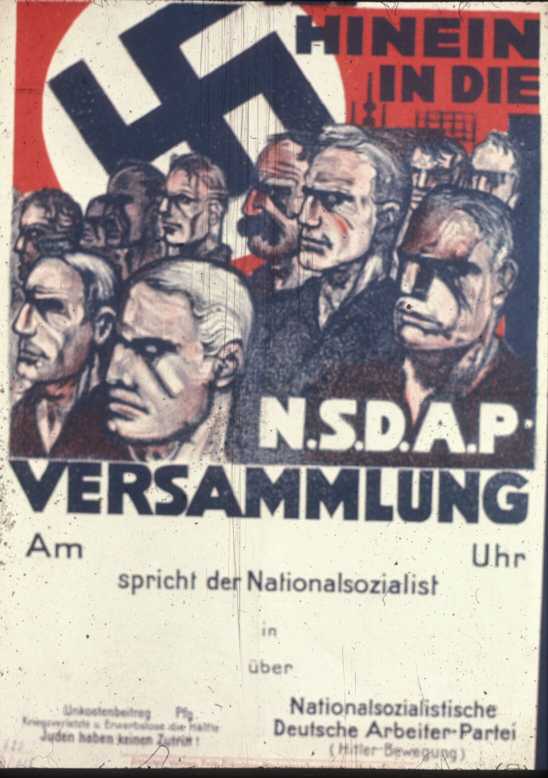 HINEIN
IN DIE
N.S.D.A.P.
VERSAMMLUNG
Am Uhr
spricht der Nationalsozialist
in
über
Unkostenbeitrag Pfg
Kriegsverletzte u. Erwerbslose die Hälfte
Juden haben keinen Zutritt!
Nationalsozialistische
Deutsche Arbeiter-Partei
(Hitler-Bewegung)